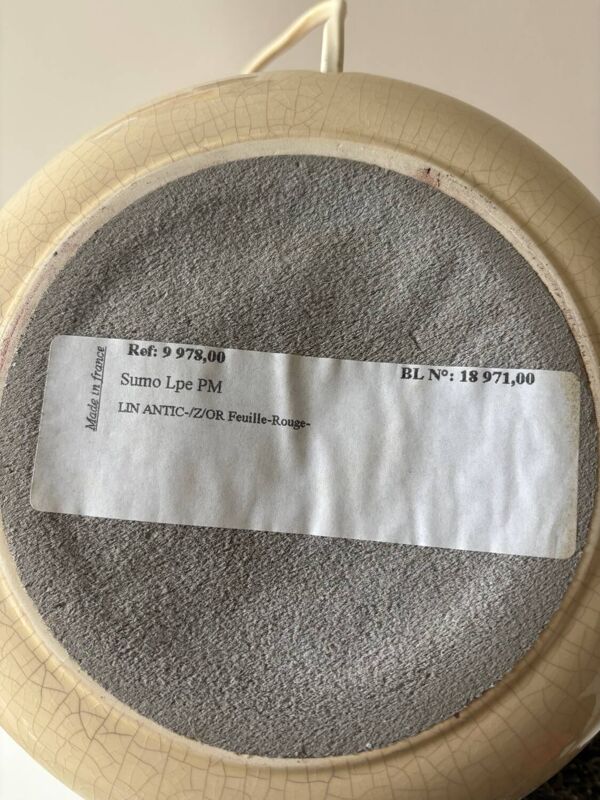 Made in france
Ref: 9 978,00
BL N°: 18 971,00
Sumo Lpe PM
LIN ANTIC-/Z/OR Feuille-Rouge-